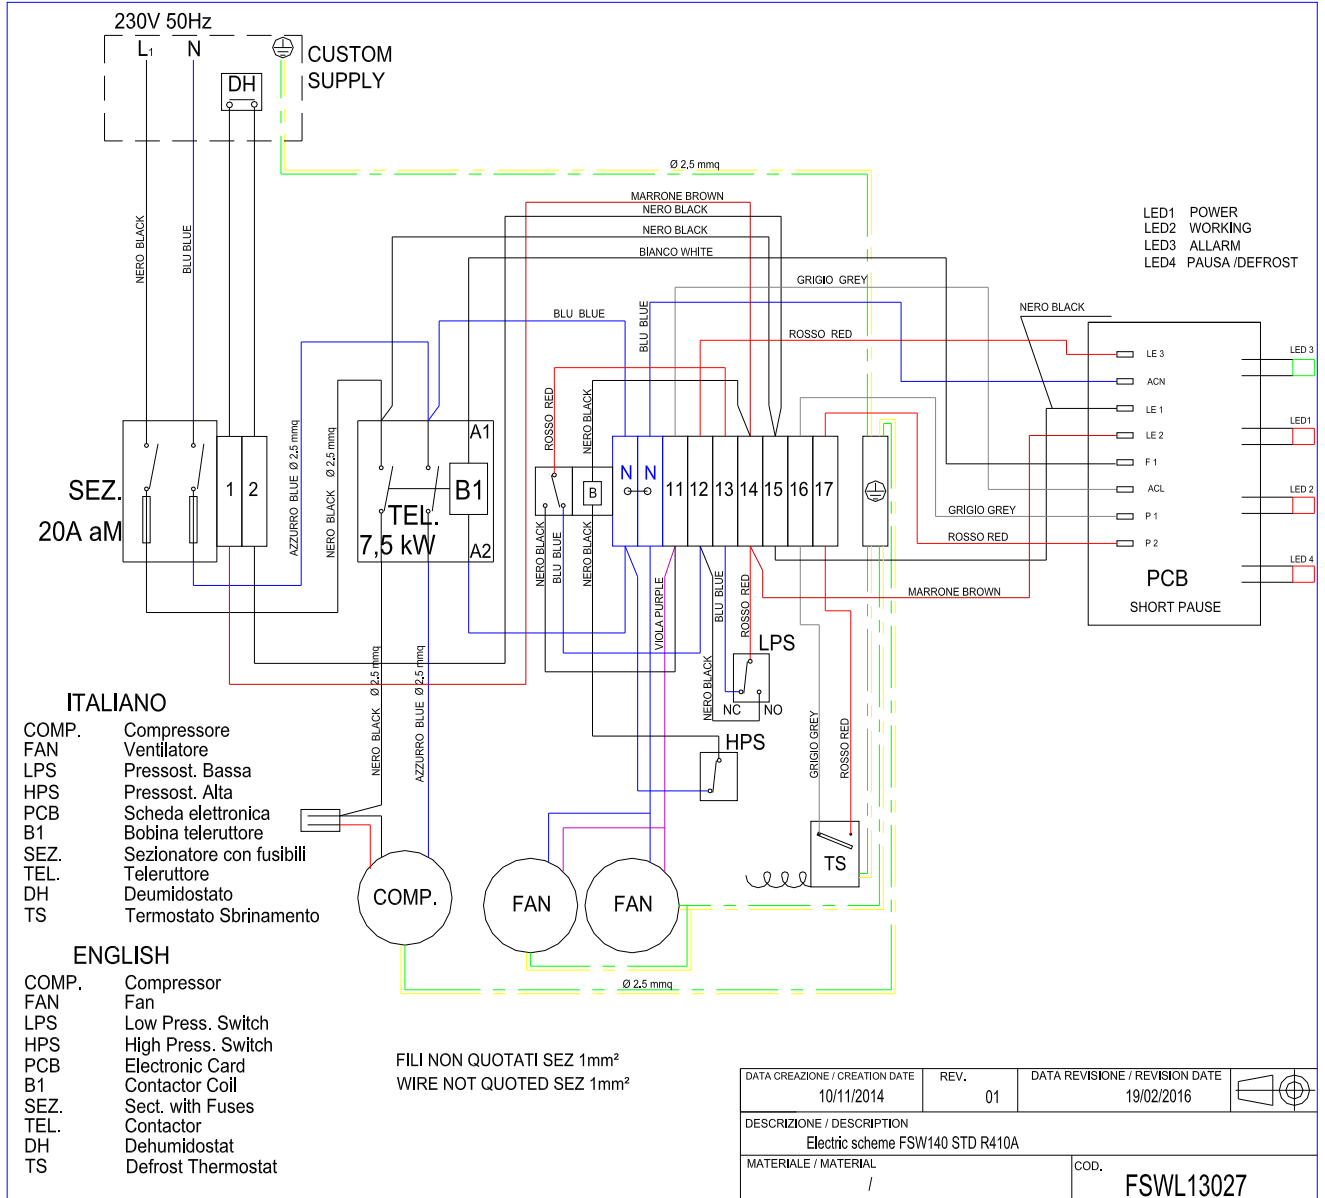 230V 50Hz
L1 N
CUSTOM
SUPPLY
DH
Ø 2.5 mmq
MARRONE BROWN
NERO BLACK
NERO BLACK
BIANCO WHITE
GRIGIO GREY
NERO BLACK
BLU BLUE
BLU BLUE
BLU BLUE
ROSSO RED
NERO BLACK
LED1 POWER
LED2 WORKING
LED3 ALLARM
LED4 PAUSA /DEFROST
LE 3
ACN
LE 1
LE 2
F 1
ACL
P 1
P 2
PCB
SHORT PAUSE
LED 3
LED1
LED 2
LED 4
SEZ.
20A aM
1 2
AZZURRO BLUE Ø 2.5 mmq
NERO BLACK Ø 2.5 mmq
A1
B1
TEL.
7,5 kW
A2
ROSSO RED
NERO BLACK
B
N N 11 12 13 14 15 16 17
GRIGIO GREY
ROSSO RED
MARRONE BROWN
NERO BLACK
BLU BLUE
NERO BLACK
VIOLA PURPLE
BLU BLUE
ROSSO RED
NERO BLACK
LPS
NC NO
HPS
GRIGIO GREY
ROSSO RED
NERO BLACK Ø 2.5 mmq
AZZURRO BLUE Ø 2.5 mmq
TS
COMP.
FAN
FAN
Ø 2.5 mmq
ITALIANO
COMP. Compressore
FAN Ventilatore
LPS Pressost. Bassa
HPS Pressost. Alta
PCB Scheda elettronica
B1 Bobina teleruttore
SEZ. Sezionatore con fusibili
TEL. Teleruttore
DH Deumidostato
TS Termostato Sbrinamento
ENGLISH
COMP. Compressor
FAN Fan
LPS Low Press. Switch
HPS High Press. Switch
PCB Electronic Card
B1 Contactor Coil
SEZ. Sect. with Fuses
TEL. Contactor
DH Dehumidostat
TS Defrost Thermostat
FILI NON QUOTATI SEZ 1mm²
WIRE NOT QUOTED SEZ 1mm²
DATA CREAZIONE / CREATION DATE
10/11/2014
REV.
01
DATA REVISIONE / REVISION DATE
19/02/2016
DESCRIZIONE / DESCRIPTION
Electric scheme FSW140 STD R410A
MATERIALE / MATERIAL
/
COD.
FSWL13027